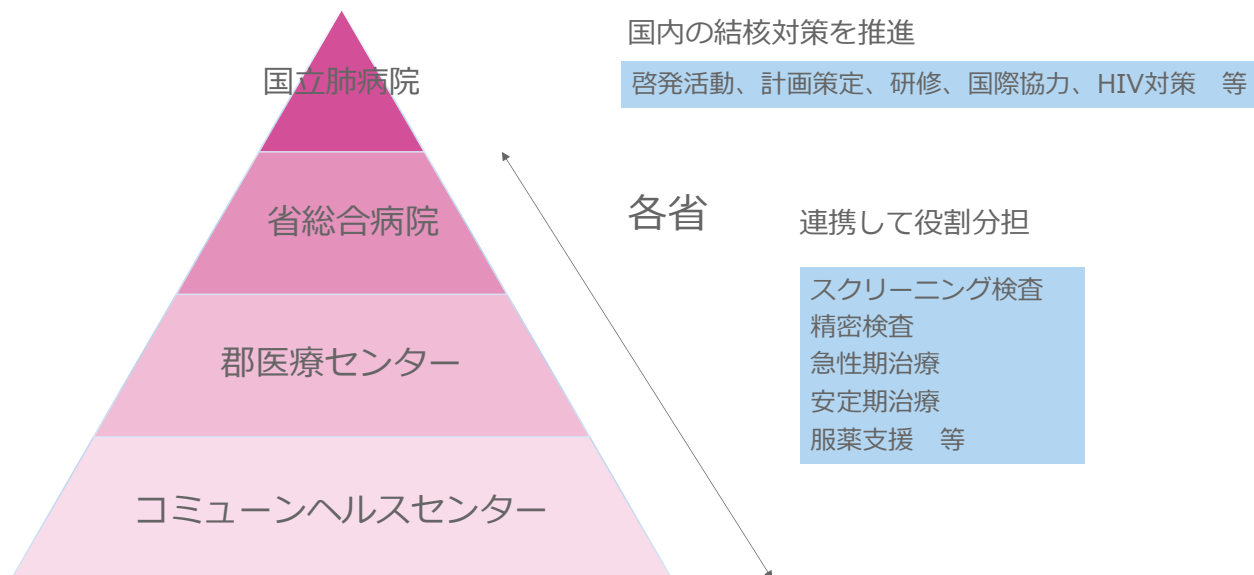 国立肺病院
国内の結核対策を推進
啓発活動、計画策定、研修、国際協力、HIV対策　等
省総合病院
各省
連携して役割分担
郡医療センター
スクリーニング検査
精密検査
急性期治療
安定期治療
服薬支援　等
コミューンヘルスセンター